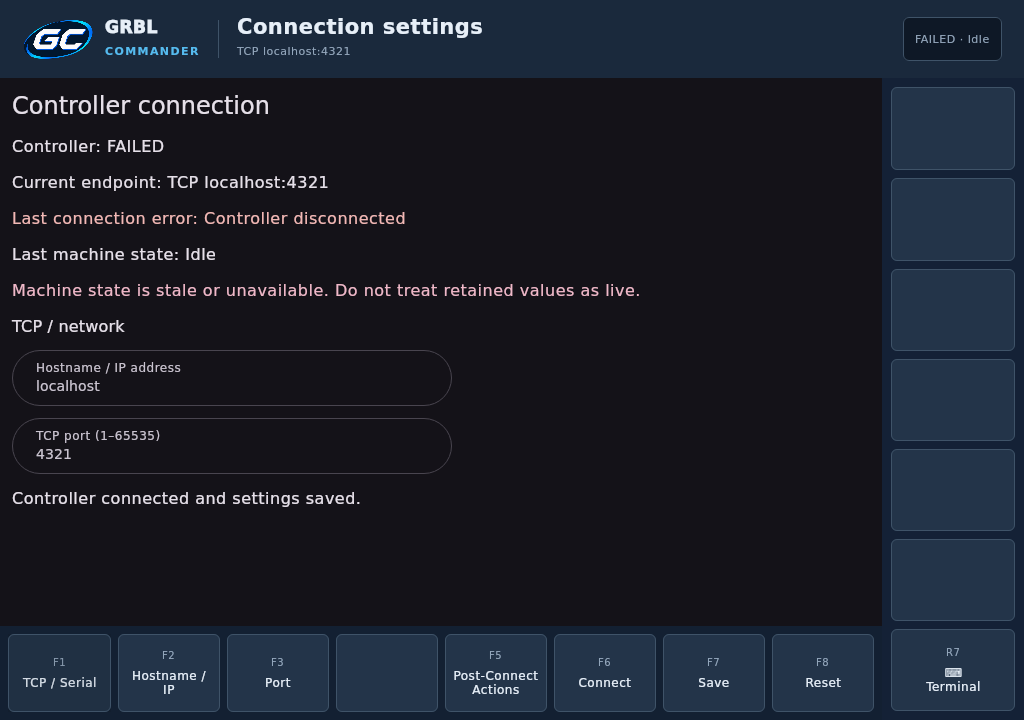 GC
GRBL
COMMANDER
Connection settings
TCP localhost:4321
FAILED · Idle
Controller connection
Controller: FAILED
Current endpoint: TCP localhost:4321
Last connection error: Controller disconnected
Last machine state: Idle
Machine state is stale or unavailable. Do not treat retained values as live.
TCP / network
Hostname / IP address
localhost
TCP port (1–65535)
4321
Controller connected and settings saved.
F1
TCP / Serial
F2
Hostname /
IP
F3
Port
F5
Post-Connect
Actions
F6
Connect
F7
Save
F8
Reset
R7
⌨
Terminal